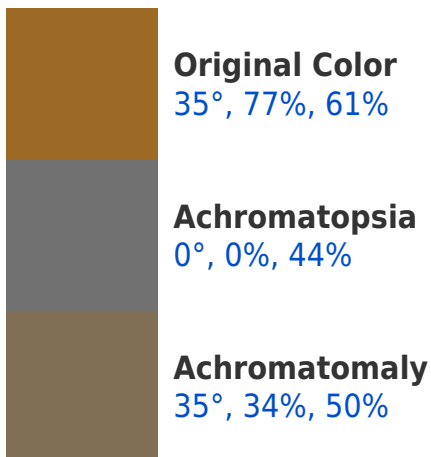 Original Color
35°, 77%, 61%
Achromatopsia
0°, 0%, 44%
Achromatomaly
35°, 34%, 50%